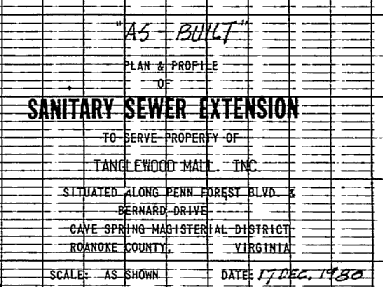 "AS - BUILT"
PLAN & PROFILE
OF
SANITARY SEWER EXTENSION
TO SERVE PROPERTY OF
TANGLEWOOD MALL, INC.
SITUATED ALONG PENN FOREST BLVD. &
BERNARD DRIVE
CAVE SPRING MAGISTERIAL DISTRICT
ROANOKE COUNTY, VIRGINIA
SCALE: AS SHOWN DATE: 17 DEC. 1980